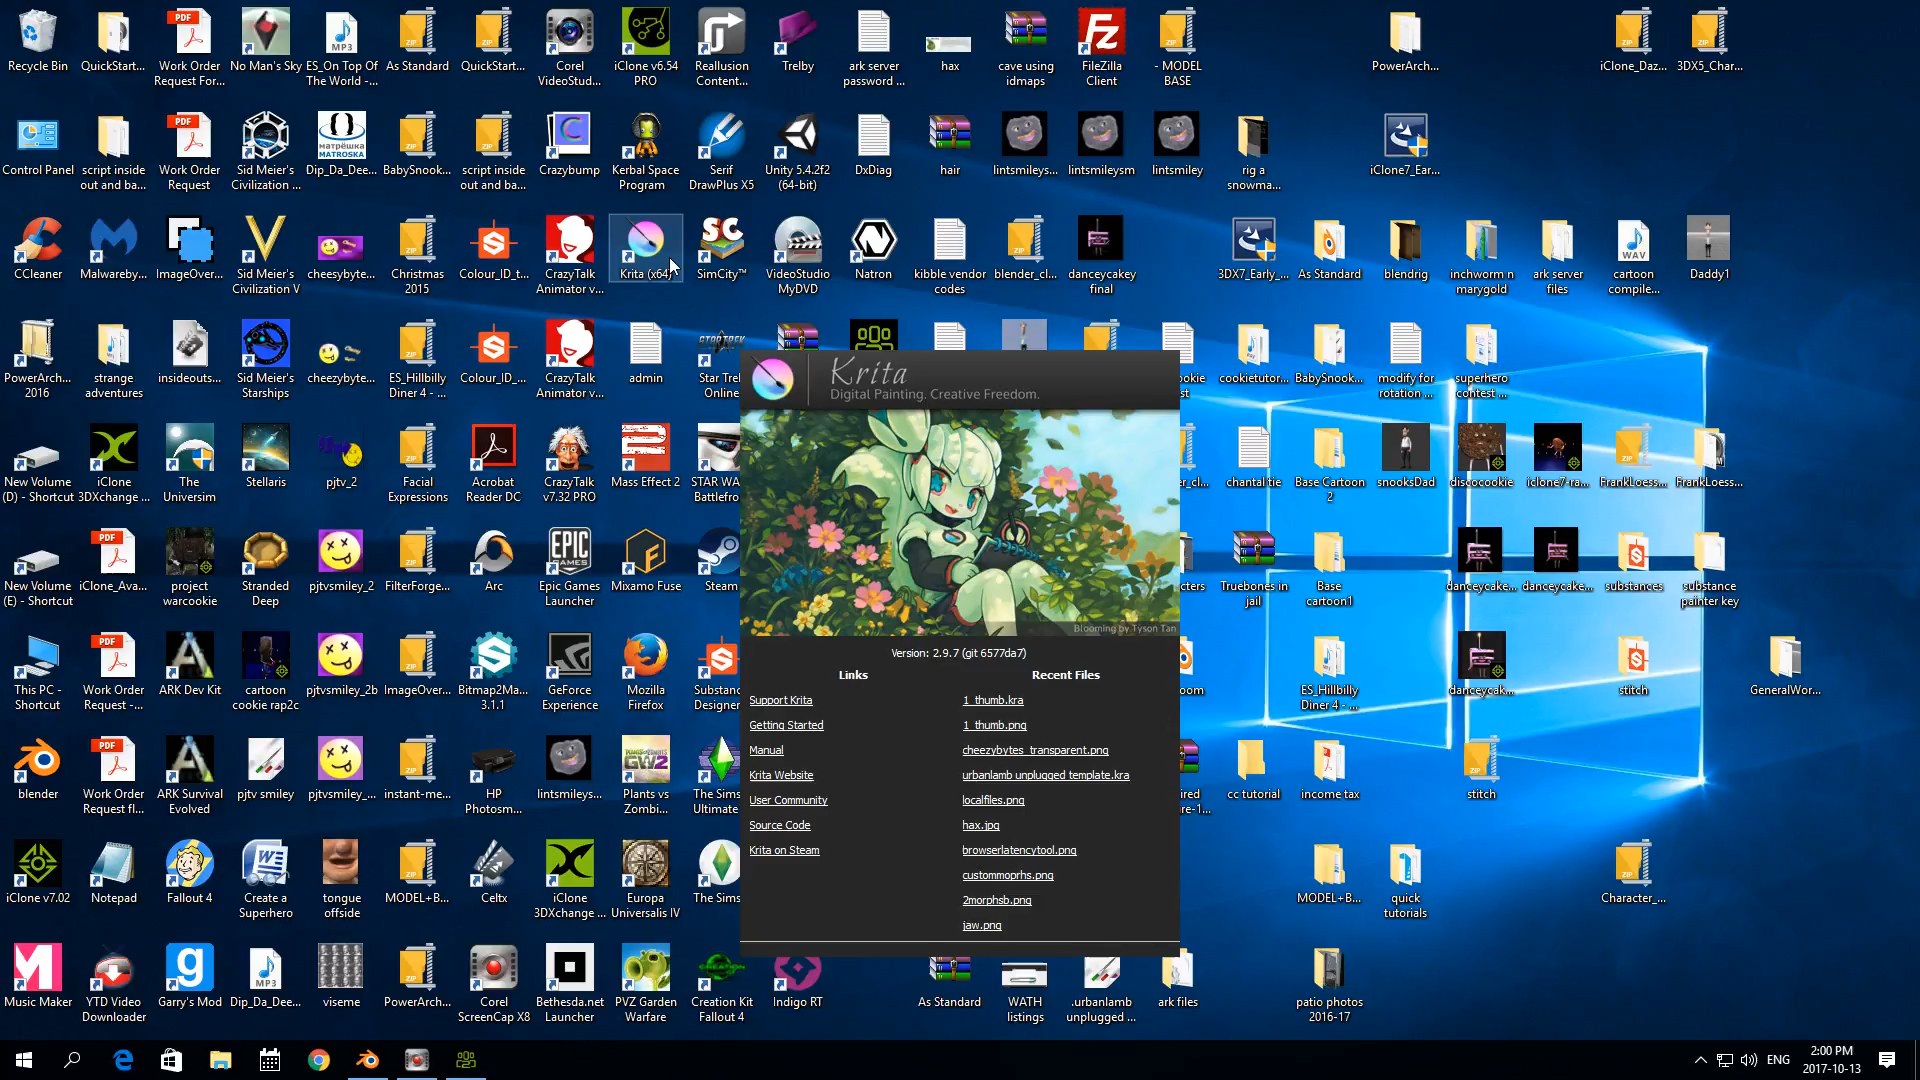 Recycle Bin
QuickStart...
Work Order
Request For...
No Man's Sky
ES_On Top Of
The World -...
As Standard
QuickStart...
Corel
VideoStud...
iClone v6.54
PRO
Reallusion
Content...
Trelby
ark server
password ...
hax
cave using
idmaps
FileZilla
Client
- MODEL
BASE
PowerArch...
iClone_Daz...
3DX5_Char...
Control Panel
script inside
out and ba...
Work Order
Request
Sid Meier's
Civilization ...
Dip_Da_Dee...
BabySnook...
script inside
out and ba...
Crazybump
Kerbal Space
Program
Serif
DrawPlus X5
Unity 5.4.2f2
(64-bit)
DxDiag
hair
lintsmileys...
lintsmileysm
lintsmiley
rig a
snowma...
iClone7_Ear...
CCleaner
Malwareby...
ImageOver...
Sid Meier's
Civilization V
cheesybyte...
Christmas
2015
Colour_ID_t...
CrazyTalk
Animator v...
Krita (x64)
SimCity™
VideoStudio
MyDVD
Natron
kibble vendor
codes
blender_cl...
danceycakey
final
3DX7_Early_...
As Standard
blendrig
inchworm n
marygold
ark server
files
cartoon
compile...
Daddy1
PowerArch...
2016
strange
adventures
insideouts...
Sid Meier's
Starships
cheezybyte...
ES_Hillbilly
Diner 4 - ...
Colour_ID_...
CrazyTalk
Animator v...
admin
Star Trek
Online
cookietutor...
BabySnook...
modify for
rotation ...
superhero
contest ...
New Volume
(D) - Shortcut
iClone
3DXchange ...
The
Universim
Stellaris
pjtv_2
Facial
Expressions
Acrobat
Reader DC
CrazyTalk
v7.32 PRO
Mass Effect 2
STAR WA
Battlefro
chantal tie
Base Cartoon
2
snooksDad
discocookie
iclone7-ra...
FrankLoess...
FrankLoess...
New Volume
(E) - Shortcut
iClone_Ava...
project
warcookie
Stranded
Deep
pjtvsmiley_2
FilterForge...
Arc
Epic Games
Launcher
Mixamo Fuse
Steam
cters
Truebones in
jail
Base
cartoon1
danceycake...
danceycake...
substances
substance
painter key
This PC -
Shortcut
Work Order
Request -...
ARK Dev Kit
cartoon
cookie rap2c
pjtvsmiley_2b
ImageOver...
Bitmap2Ma...
3.1.1
GeForce
Experience
Mozilla
Firefox
Substanc
Designer
oom
ES_Hillbilly
Diner 4 - ...
danceycak...
stitch
GeneralWor...
blender
Work Order
Request fl...
ARK Survival
Evolved
pjtv smiley
pjtvsmiley_...
instant-me...
HP
Photosm...
lintsmileys...
Plants vs
Zombi...
The Sims
Ultimate
cc tutorial
income tax
stitch
iClone v7.02
Notepad
Fallout 4
Create a
Superhero
tongue
offside
MODEL+B...
Celtx
iClone
3DXchange ...
Europa
Universalis IV
The Sims
MODEL+B...
quick
tutorials
Character_...
Music Maker
YTD Video
Downloader
Garry's Mod
Dip_Da_Dee...
viseme
PowerArch...
Corel
ScreenCap X8
Bethesda.net
Launcher
PVZ Garden
Warfare
Creation Kit
Fallout 4
Indigo RT
As Standard
WATH
listings
.urbanlamb
unplugged ...
ark files
patio photos
2016-17
Krita
Digital Painting. Creative Freedom.
Blooming by Tyson Tan
Version: 2.9.7 (git 6577da7)
Links
Recent Files
Support Krita
1_thumb.kra
Getting Started
1_thumb.png
Manual
cheezybytes_transparent.png
Krita Website
urbanlamb unplugged template.kra
User Community
localfiles.png
Source Code
hax.jpg
Krita on Steam
browserlatencytool.png
custommoprhs.png
2morphsb.png
jaw.png
ENG
2:00 PM
2017-10-13